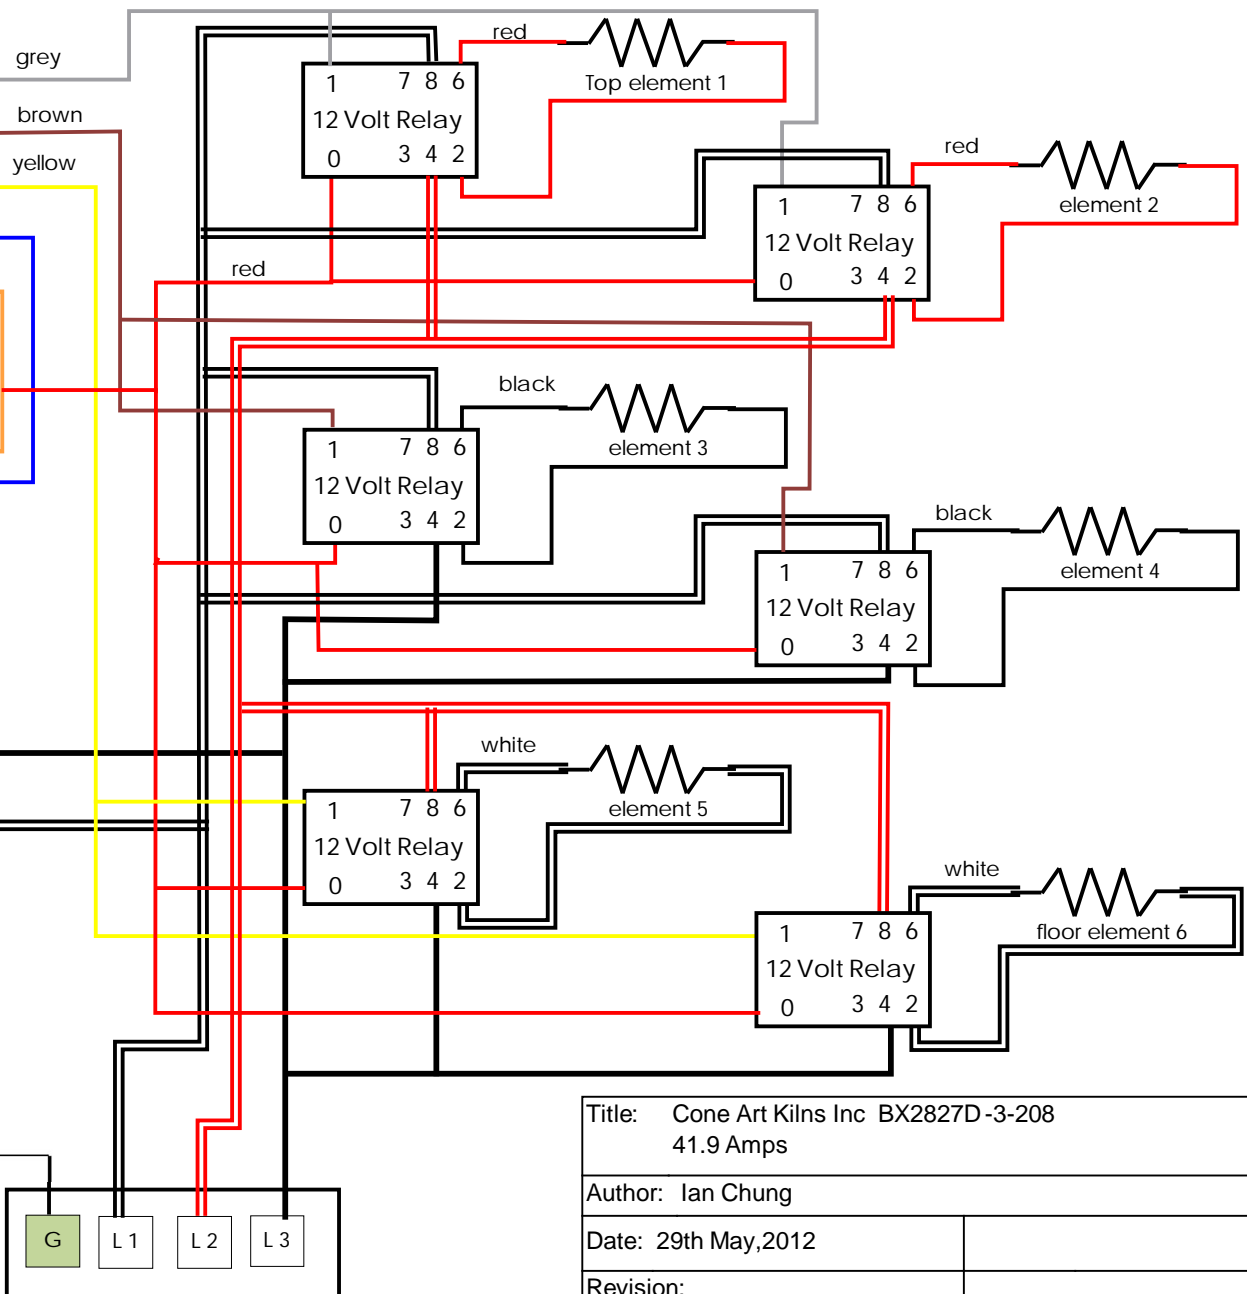 grey
red
Top element 1
1 7 8 6
12 Volt Relay
0 3 4 2
brown
yellow
red
element 2
1 7 8 6
12 Volt Relay
0 3 4 2
red
black
element 3
1 7 8 6
12 Volt Relay
0 3 4 2
black
element 4
1 7 8 6
12 Volt Relay
0 3 4 2
white
element 5
1 7 8 6
12 Volt Relay
0 3 4 2
white
floor element 6
1 7 8 6
12 Volt Relay
0 3 4 2
G L 1 L 2 L 3
Title: Cone Art Kilns Inc BX2827D-3-208
41.9 Amps
Author: Ian Chung
Date: 29th May,2012
Revision: